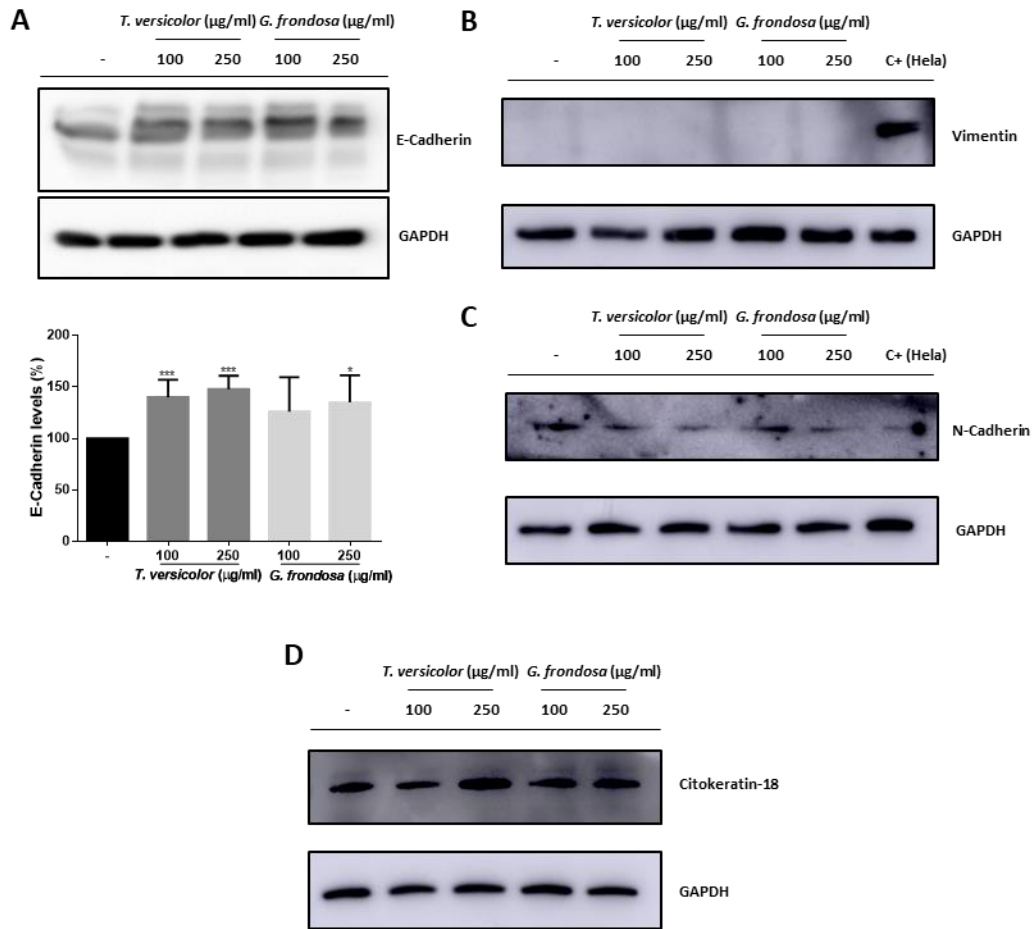 A
T. versicolor (μg/ml) G. frondosa (μg/ml)
- 100 250 100 250
E-Cadherin
GAPDH
200
150
100
50
0
E-Cadherin levels (%)
*** *** *
- 100 250 100 250
T. versicolor (μg/ml) G. frondosa (μg/ml)
B
T. versicolor (μg/ml) G. frondosa (μg/ml)
- 100 250 100 250 C+ (Hela)
Vimentin
GAPDH
C
T. versicolor (μg/ml) G. frondosa (μg/ml)
- 100 250 100 250 C+ (Hela)
N-Cadherin
GAPDH
D
T. versicolor (μg/ml) G. frondosa (μg/ml)
- 100 250 100 250
Citokeratin-18
GAPDH